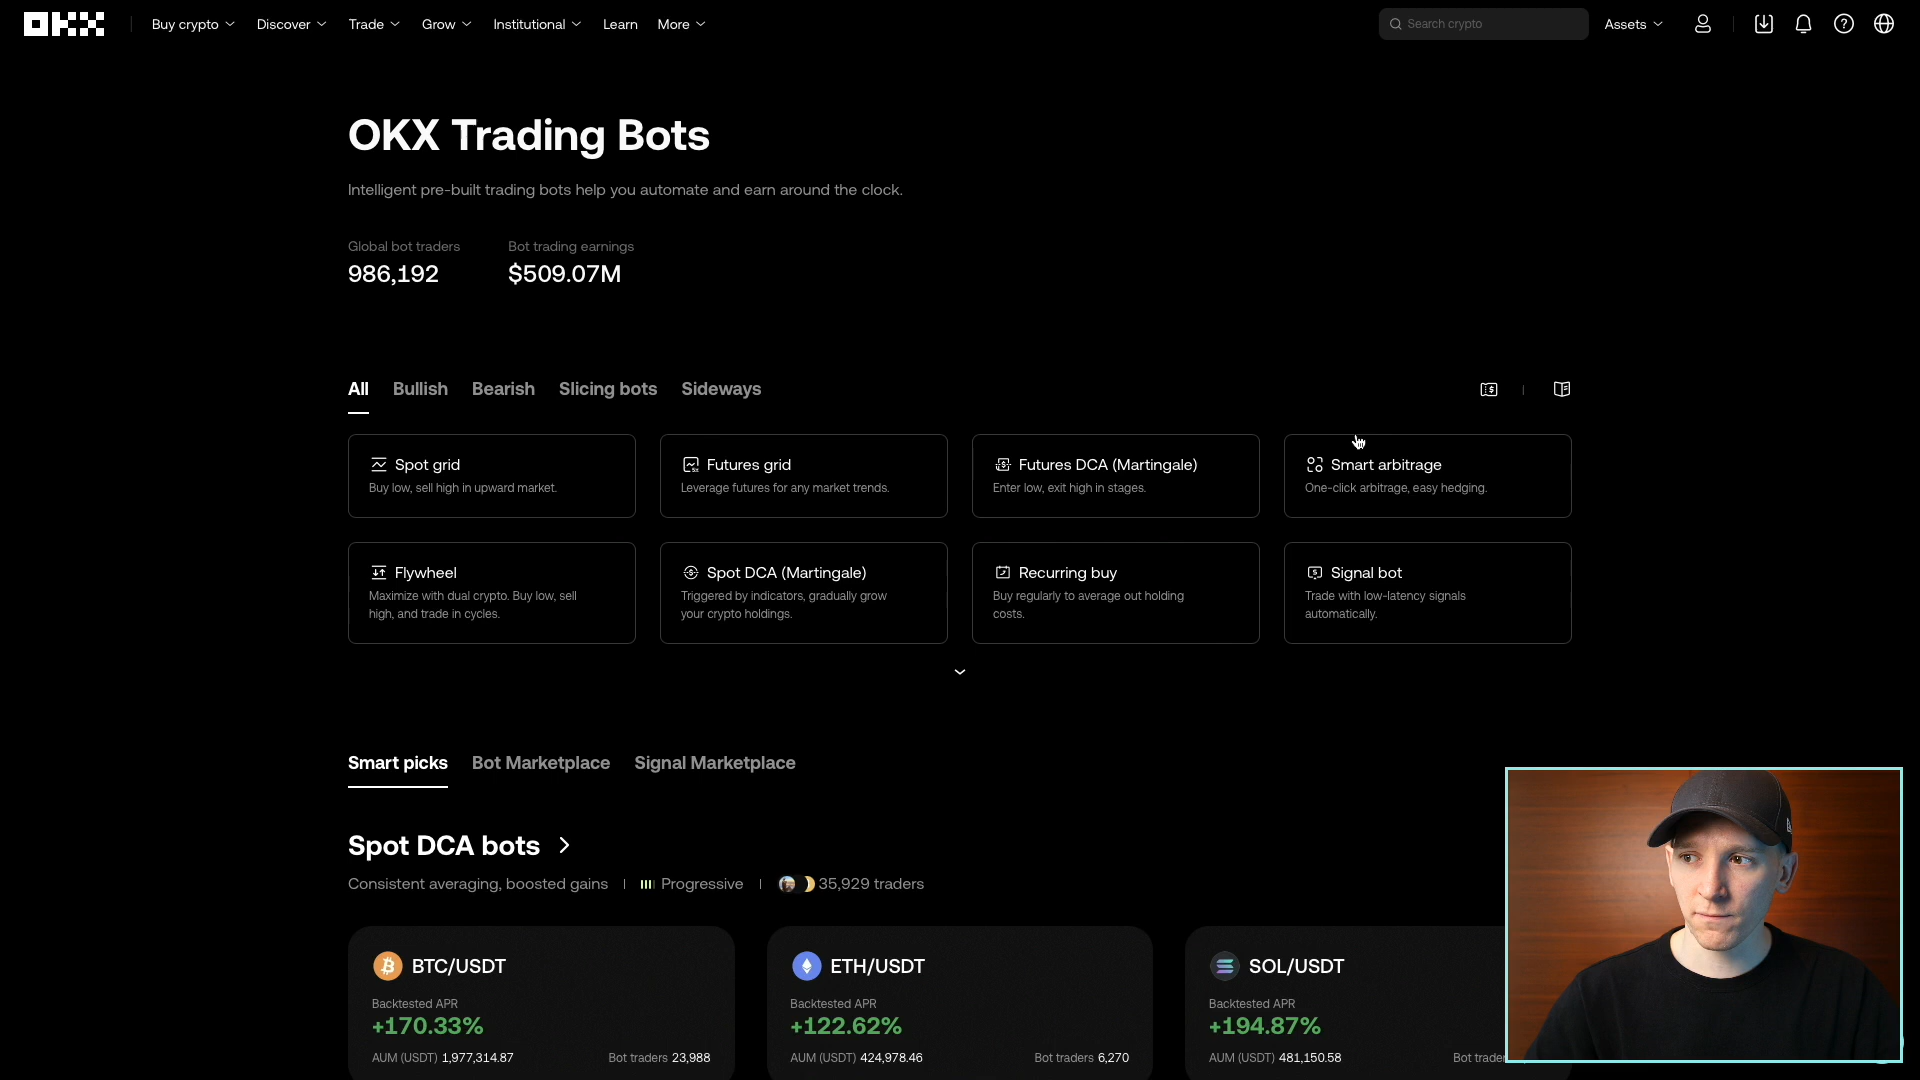 OKX
Buy crypto
Discover
Trade
Grow
Institutional
Learn
More
Search crypto
Assets
OKX Trading Bots
Intelligent pre-built trading bots help you automate and earn around the clock.
Global bot traders
Bot trading earnings
986,192
$509.07M
All
Bullish
Bearish
Slicing bots
Sideways
Spot grid
Buy low, sell high in upward market.
Futures grid
Leverage futures for any market trends.
Futures DCA (Martingale)
Enter low, exit high in stages.
Smart arbitrage
One-click arbitrage, easy hedging.
Flywheel
Maximize with dual crypto. Buy low, sell
high, and trade in cycles.
Spot DCA (Martingale)
Triggered by indicators, gradually grow
your crypto holdings.
Recurring buy
Buy regularly to average out holding
costs.
Signal bot
Trade with low-latency signals
automatically.
Smart picks
Bot Marketplace
Signal Marketplace
Spot DCA bots
Consistent averaging, boosted gains
Progressive
35,929 traders
BTC/USDT
Backtested APR
+170.33%
AUM (USDT) 1,977,314.87
Bot traders 23,988
ETH/USDT
Backtested APR
+122.62%
AUM (USDT) 424,978.46
Bot traders 6,270
SOL/USDT
Backtested APR
+194.87%
AUM (USDT) 481,150.58
Bot